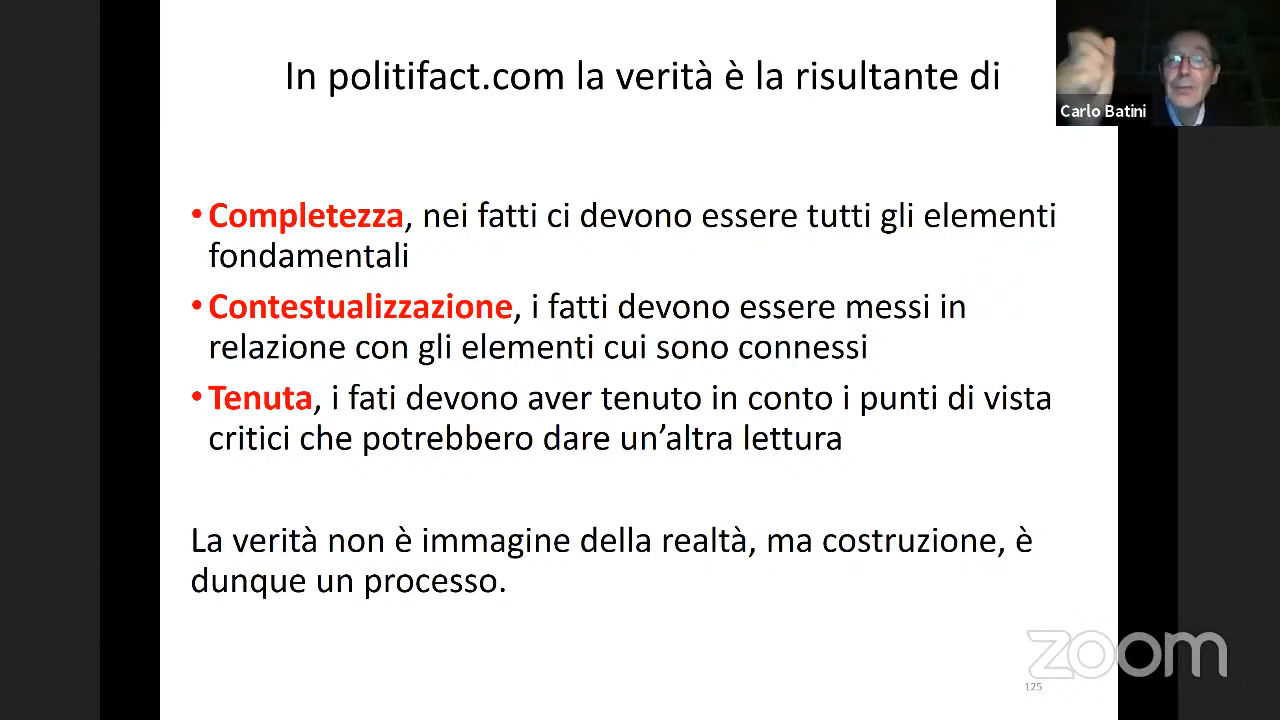 In politifact.com la verità è la risultante di
Carlo Batini
• Completezza, nei fatti ci devono essere tutti gli elementi
fondamentali
• Contestualizzazione, i fatti devono essere messi in
relazione con gli elementi cui sono connessi
• Tenuta, i fati devono aver tenuto in conto i punti di vista
critici che potrebbero dare un’altra lettura
La verità non è immagine della realtà, ma costruzione, è
dunque un processo.
zoom
125